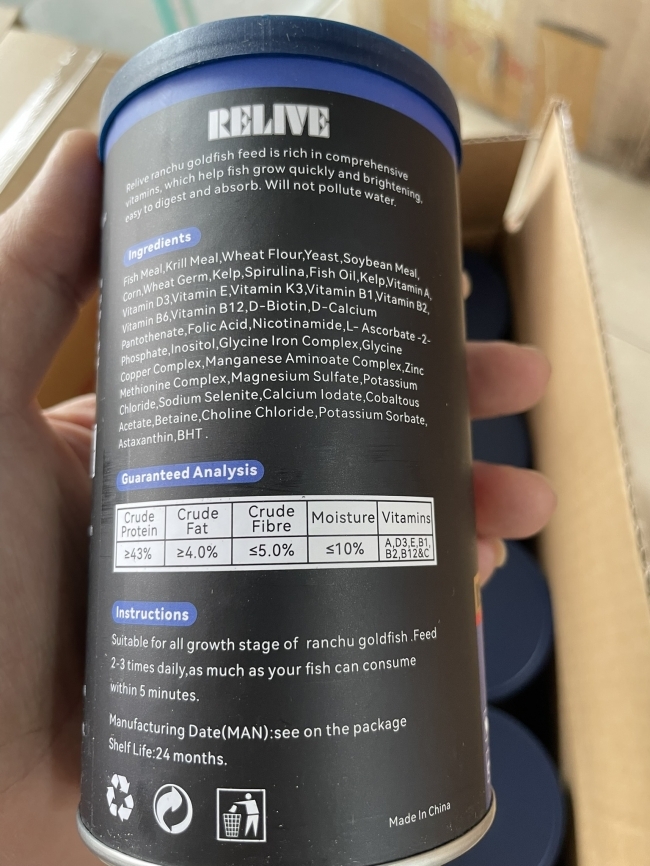 RELIVE
Relive ranchu goldfish feed is rich in comprehensive
vitamins, which help fish grow quickly and brightening,
easy to digest and absorb. Will not pollute water.
Ingredients
Fish Meal,Krill Meal,Wheat Flour,Yeast,Soybean Meal,
Corn,Wheat Germ,Kelp,Spirulina,Fish Oil,Kelp,Vitamin A,
Vitamin D3,Vitamin E,Vitamin K3,Vitamin B1,Vitamin B2,
Vitamin B6,Vitamin B12,D-Biotin,D-Calcium
Pantothenate,Folic Acid,Nicotinamide,L- Ascorbate -2-
Phosphate,Inositol,Glycine Iron Complex,Glycine
Copper Complex,Manganese Aminoate Complex,Zinc
Methionine Complex,Magnesium Sulfate,Potassium
Chloride,Sodium Selenite,Calcium Iodate,Cobaltous
Acetate,Betaine,Choline Chloride,Potassium Sorbate,
Astaxanthin,BHT .
Guaranteed Analysis
Crude Protein Crude Fat Crude Fibre Moisture Vitamins
≥43% ≥4.0% ≤5.0% ≤10% A,D3,E,B1, B2,B12&C
Instructions
Suitable for all growth stage of ranchu goldfish .Feed
2-3 times daily,as much as your fish can consume
within 5 minutes.
Manufacturing Date(MAN):see on the package
Shelf Life:24 months.
Made In China